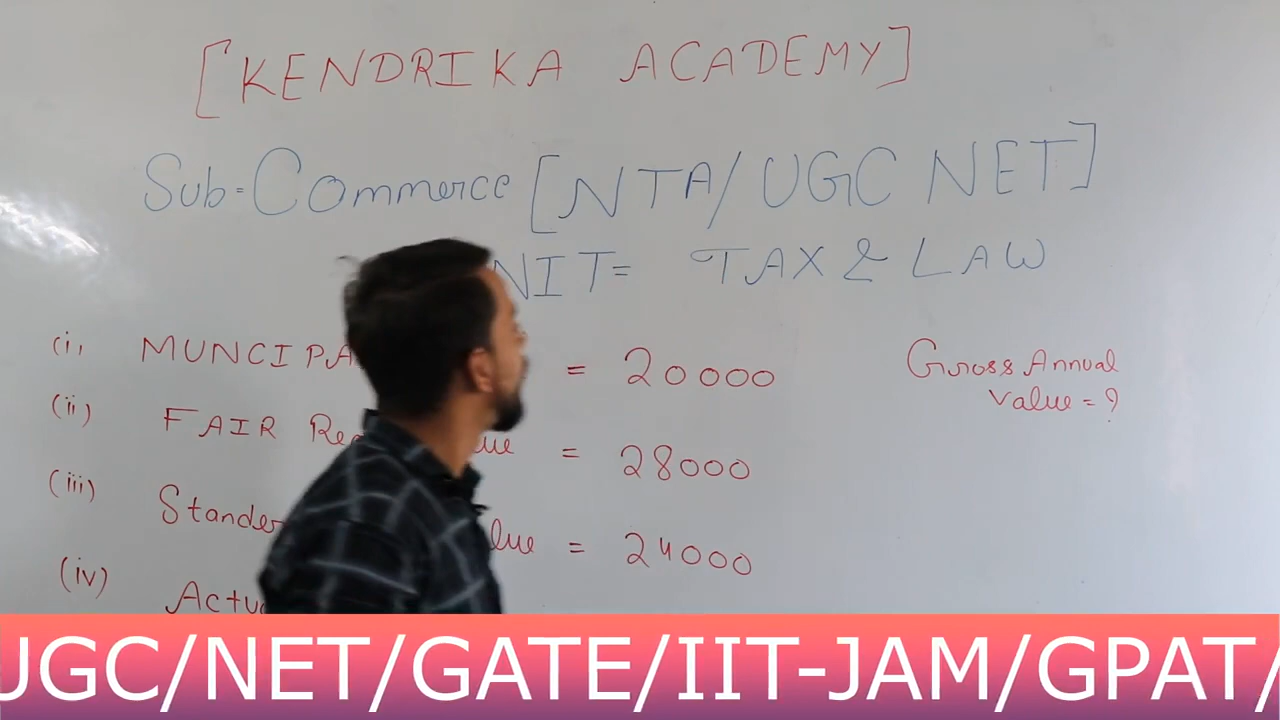 [KENDRIKA ACADEMY]
Sub=Commerce [NTA/UGC NET]
NIT= TAX & LAW
(i) MUNCIPA = 20000
Gross Annual
Value = ?
(ii) FAIR Re ue = 28000
(iii) Stander lue = 24000
(iv) Actu
UGC/NET/GATE/IIT-JAM/GPAT/